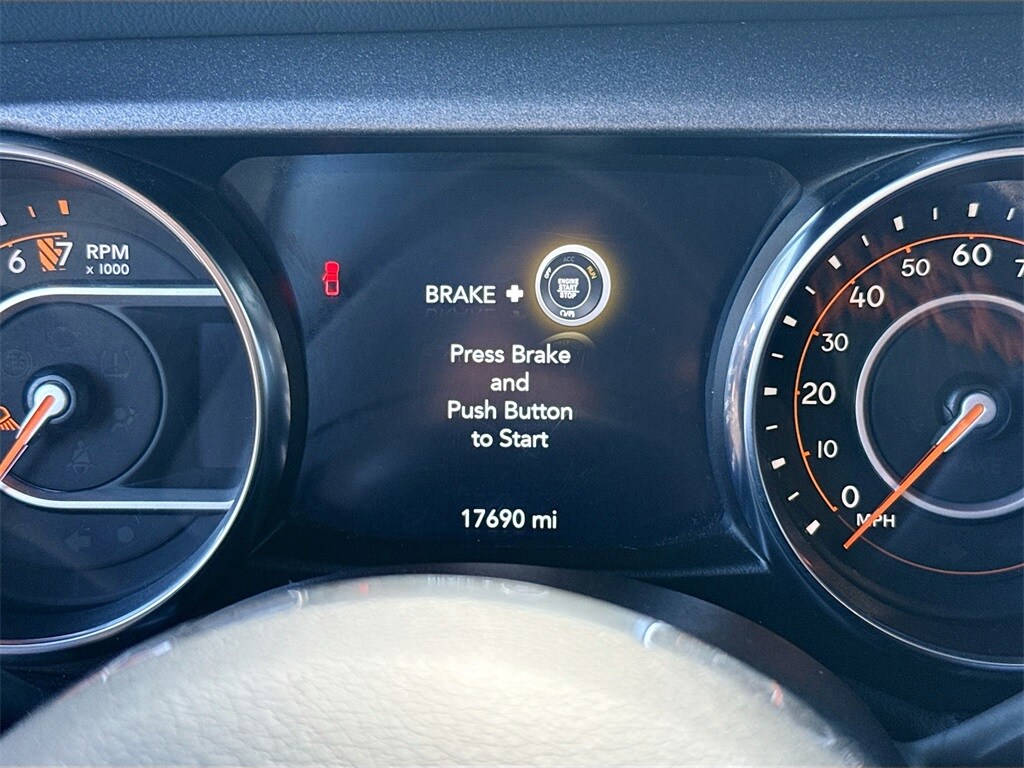 6
7
RPM
x 1000
BRAKE +
ACC
OFF
RUN
ENGINE
START
STOP
Press Brake
and
Push Button
to Start
17690 mi
60
50
40
30
20
10
0
MPH
BRAKE